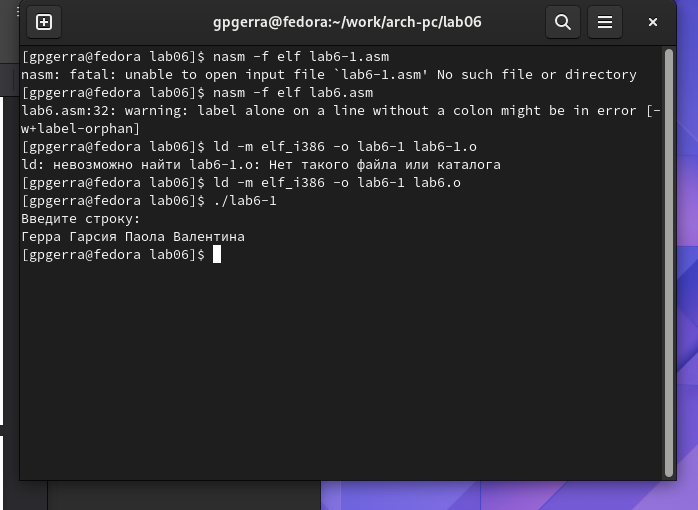 gpgerra@fedora:~/work/arch-pc/lab06
[gpgerra@fedora lab06]$ nasm -f elf lab6-1.asm
nasm: fatal: unable to open input file `lab6-1.asm' No such file or directory
[gpgerra@fedora lab06]$ nasm -f elf lab6.asm
lab6.asm:32: warning: label alone on a line without a colon might be in error [-
w+label-orphan]
[gpgerra@fedora lab06]$ ld -m elf_i386 -o lab6-1 lab6-1.o
ld: невозможно найти lab6-1.o: Нет такого файла или каталога
[gpgerra@fedora lab06]$ ld -m elf_i386 -o lab6-1 lab6.o
[gpgerra@fedora lab06]$ ./lab6-1
Введите строку:
Герра Гарсия Паола Валентина
[gpgerra@fedora lab06]$